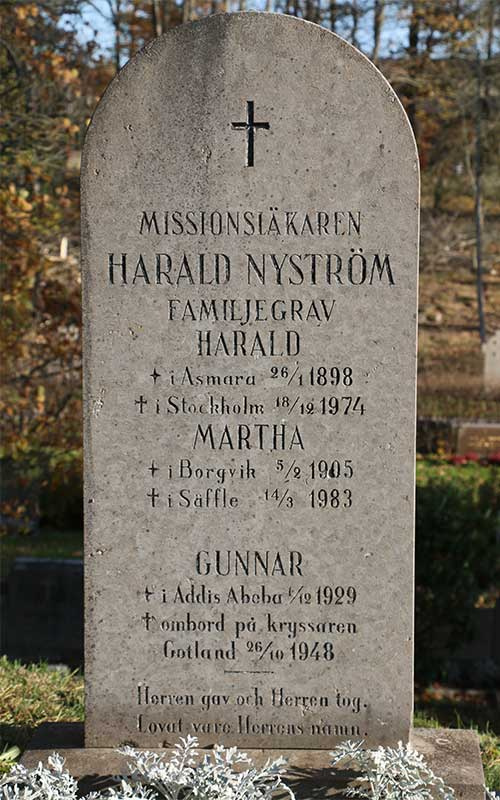 MISSIONSLÄKAREN
HARALD NYSTRÖM
FAMILJEGRAV
HARALD
✦ i Asmara 26/1 1898
✝ i Stockholm 18/12 1974
MARTHA
✦ i Borgvik 5/2 1905
✝ i Säffle 14/3 1983
GUNNAR
✦ i Addis Abeba /12 1929
✝ ombord på kryssaren
Gotland 26/10 1948
Herren gav och Herren tog.
Lovat vare Herrens namn.